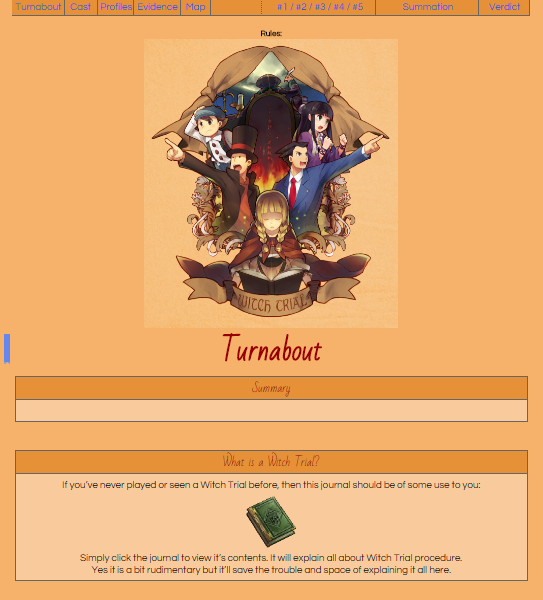 Turnabout Cast Profiles Evidence Map #1 / #2 / #3 / #4 / #5 Summation Verdict
Rules:
WITCH TRIAL
Turnabout
Summary
What is a Witch Trial?
If you've never played or seen a Witch Trial before, then this journal should be of some use to you:
Simply click the journal to view it's contents. It will explain all about Witch Trial procedure.
Yes it is a bit rudimentary but it'll save the trouble and space of explaining it all here.